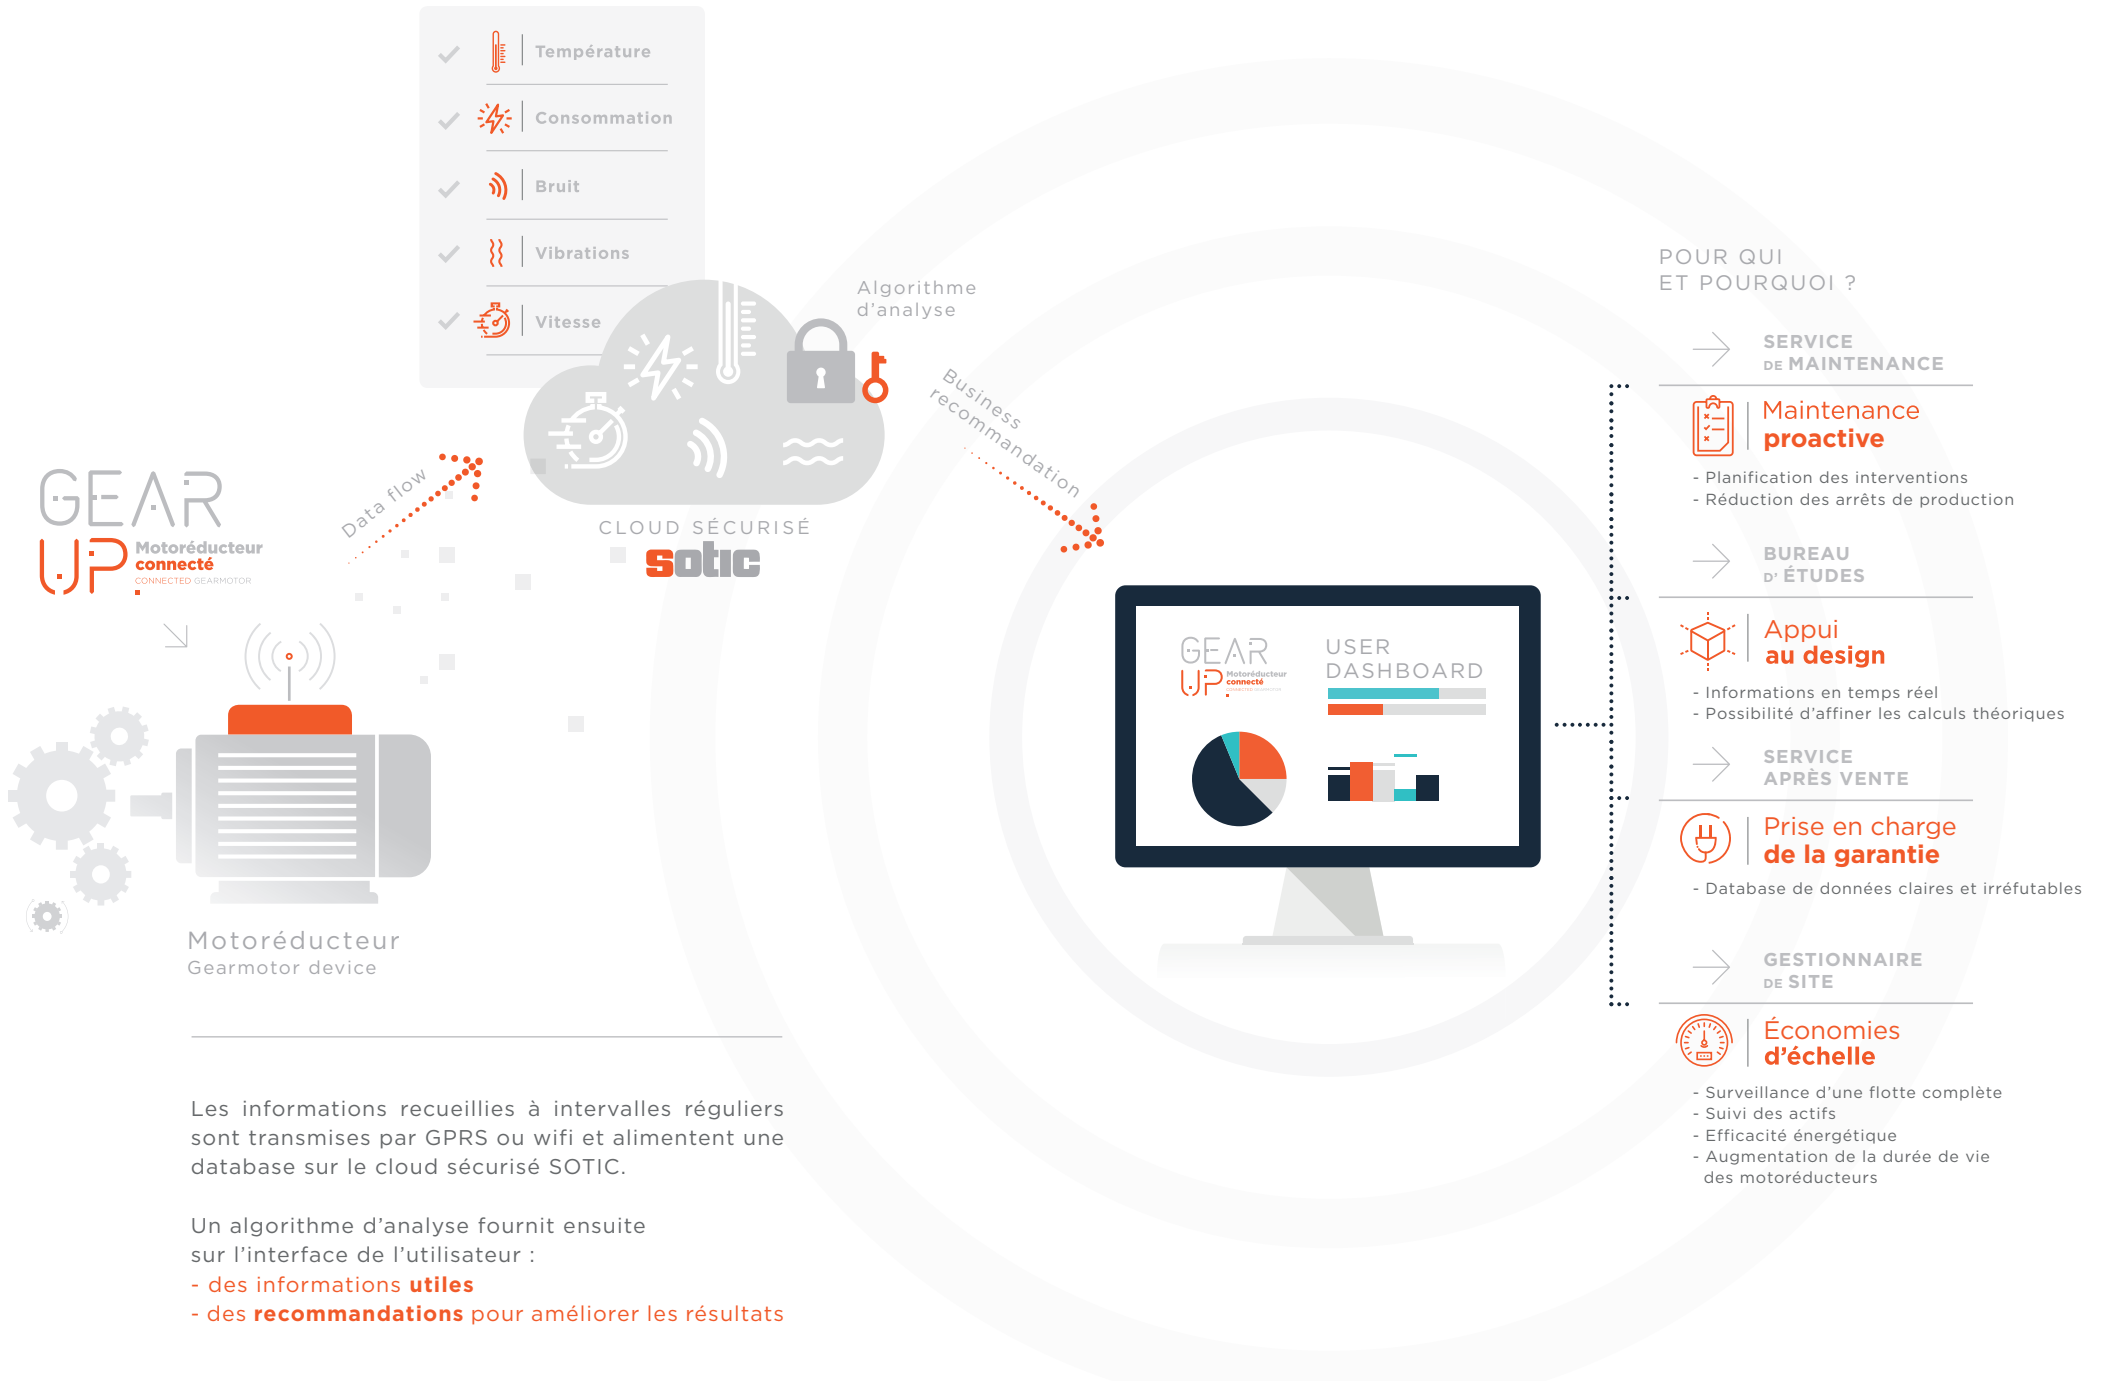 Température
Consommation
Bruit
Vibrations
Vitesse
Algorithme
d'analyse
Business
recommandation
Data flow
GEAR
UP.
Motoréducteur
connecté
CONNECTED GEARMOTOR
CLOUD SÉCURISÉ
sotic
Motoréducteur
Gearmotor device
Les informations recueillies à intervalles réguliers
sont transmises par GPRS ou wifi et alimentent une
database sur le cloud sécurisé SOTIC.
Un algorithme d'analyse fournit ensuite
sur l'interface de l'utilisateur :
- des informations utiles
- des recommandations pour améliorer les résultats
GEAR
UP.
Motoréducteur
connecté
CONNECTED GEARMOTOR
USER
DASHBOARD
POUR QUI
ET POURQUOI ?
SERVICE
DE MAINTENANCE
Maintenance
proactive
- Planification des interventions
- Réduction des arrêts de production
BUREAU
D' ÉTUDES
Appui
au design
- Informations en temps réel
- Possibilité d'affiner les calculs théoriques
SERVICE
APRÈS VENTE
Prise en charge
de la garantie
- Database de données claires et irréfutables
GESTIONNAIRE
DE SITE
Économies
d'échelle
- Surveillance d'une flotte complète
- Suivi des actifs
- Efficacité énergétique
- Augmentation de la durée de vie
des motoréducteurs